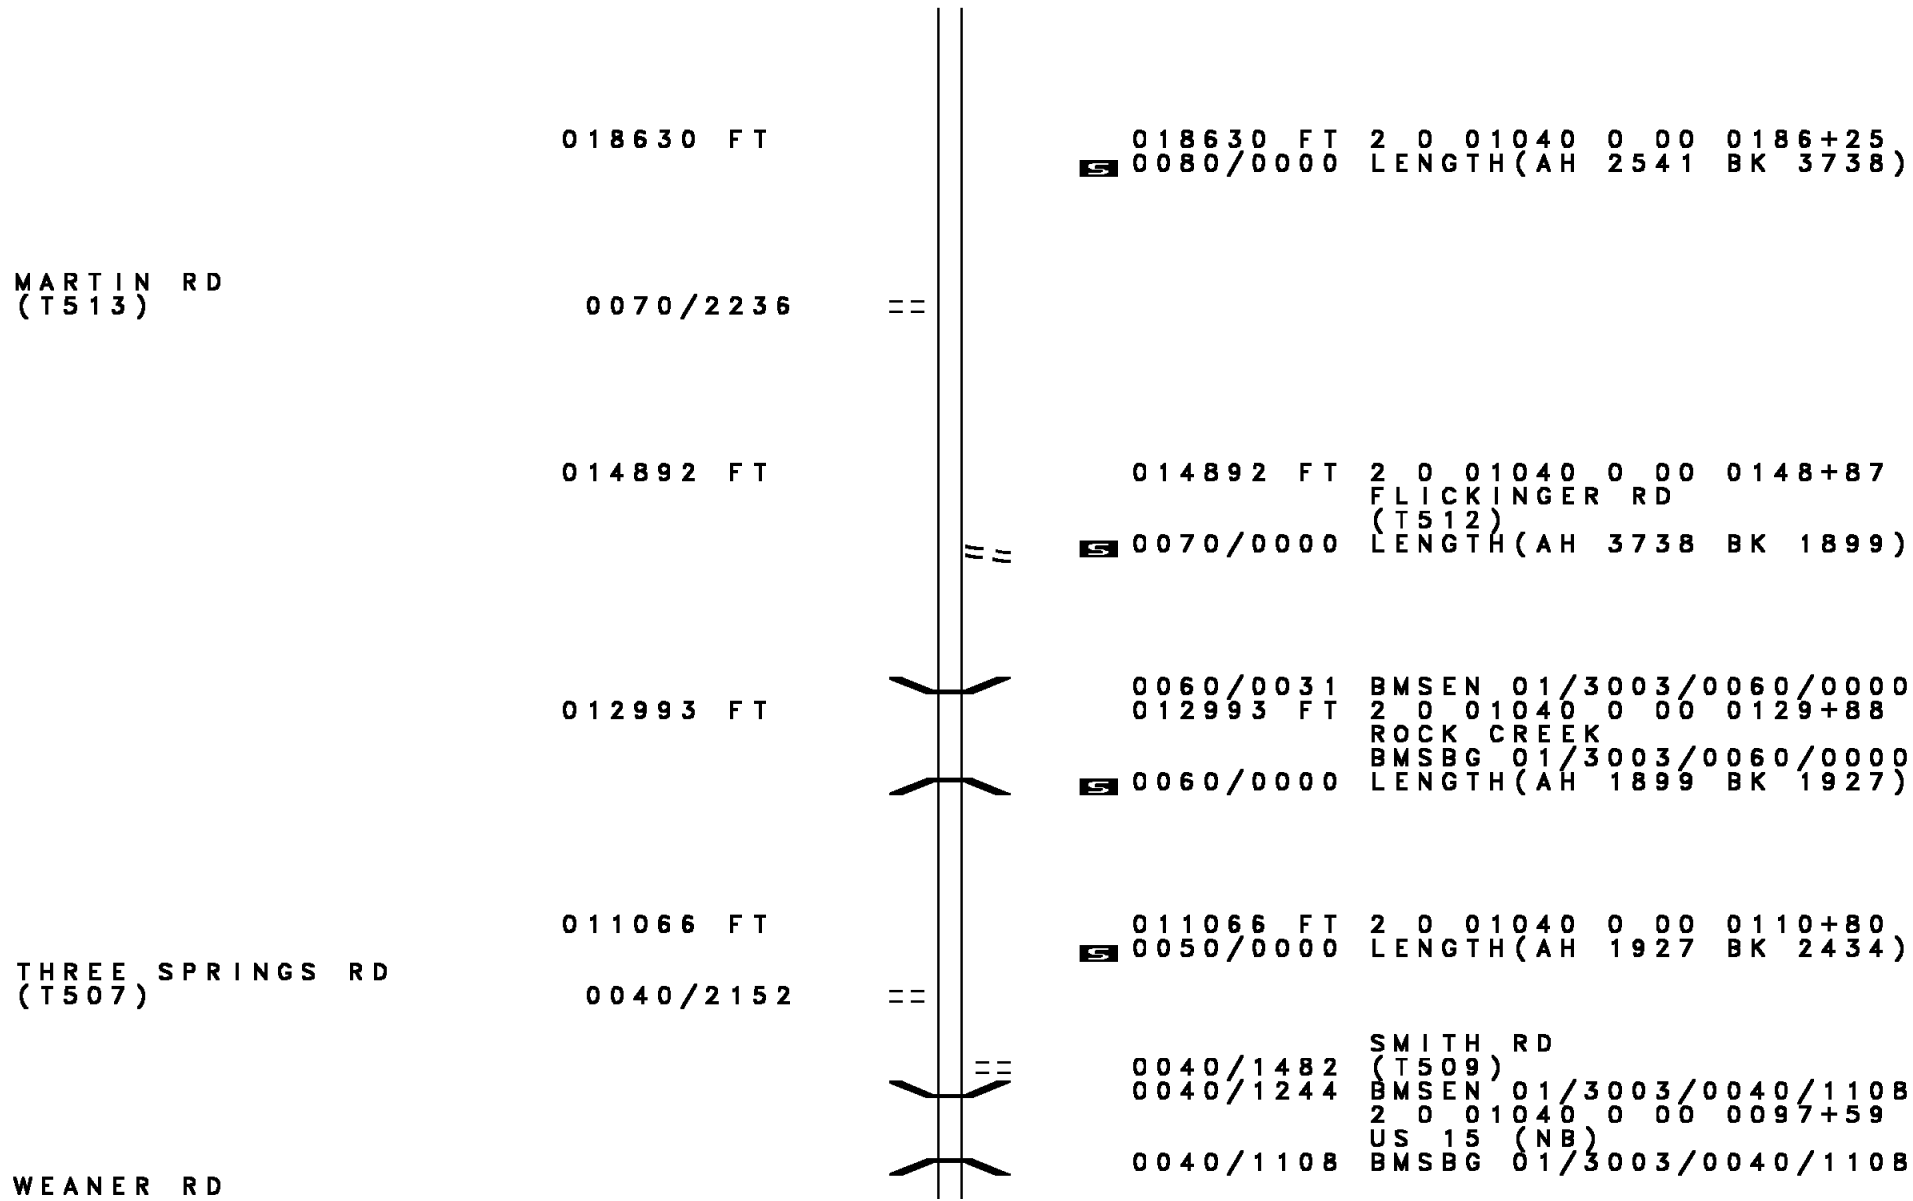 018630 FT 018630 FT 2 0 01040 0 00 0186+25
S 0080/0000 LENGTH(AH 2541 BK 3738)
MARTIN RD
(T513) 0070/2236 ==
014892 FT 014892 FT 2 0 01040 0 00 0148+87
FLICKINGER RD
(T512)
S 0070/0000 LENGTH(AH 3738 BK 1899)
0060/0031 BMSEN 01/3003/0060/0000
012993 FT 012993 FT 2 0 01040 0 00 0129+88
ROCK CREEK
BMSBG 01/3003/0060/0000
S 0060/0000 LENGTH(AH 1899 BK 1927)
011066 FT 011066 FT 2 0 01040 0 00 0110+80
S 0050/0000 LENGTH(AH 1927 BK 2434)
THREE SPRINGS RD
(T507) 0040/2152 ==
SMITH RD
== 0040/1482 (T509)
0040/1244 BMSEN 01/3003/0040/1108
2 0 01040 0 00 0097+59
US 15 (NB)
0040/1108 BMSBG 01/3003/0040/1108
WEANER RD